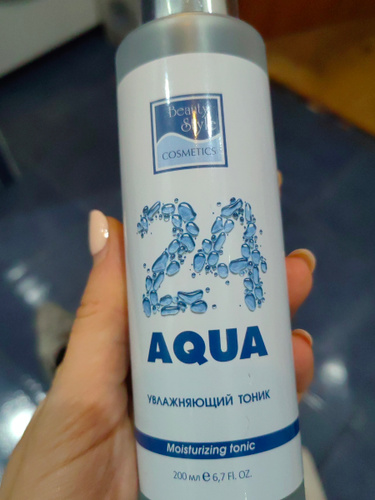 Beauty
Style
COSMETICS
24
AQUA
УВЛАЖНЯЮЩИЙ ТОНИК
Moisturizing tonic
200 мл ℮ 6,7 FL. OZ.